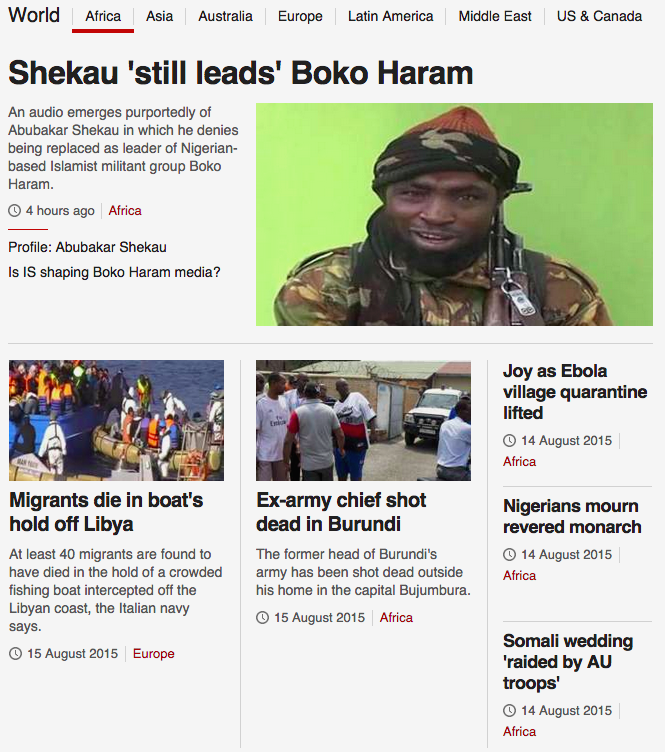 World
Africa
Asia
Australia
Europe
Latin America
Middle East
US & Canada
Shekau 'still leads' Boko Haram
An audio emerges purportedly of
Abubakar Shekau in which he denies
being replaced as leader of Nigerian-
based Islamist militant group Boko
Haram.
4 hours ago
Africa
Profile: Abubakar Shekau
Is IS shaping Boko Haram media?
Migrants die in boat's
hold off Libya
At least 40 migrants are found to
have died in the hold of a crowded
fishing boat intercepted off the
Libyan coast, the Italian navy
says.
15 August 2015
Europe
Emirates
Ex-army chief shot
dead in Burundi
The former head of Burundi's
army has been shot dead outside
his home in the capital Bujumbura.
15 August 2015
Africa
Joy as Ebola
village quarantine
lifted
14 August 2015
Africa
Nigerians mourn
revered monarch
14 August 2015
Africa
Somali wedding
'raided by AU
troops'
14 August 2015
Africa